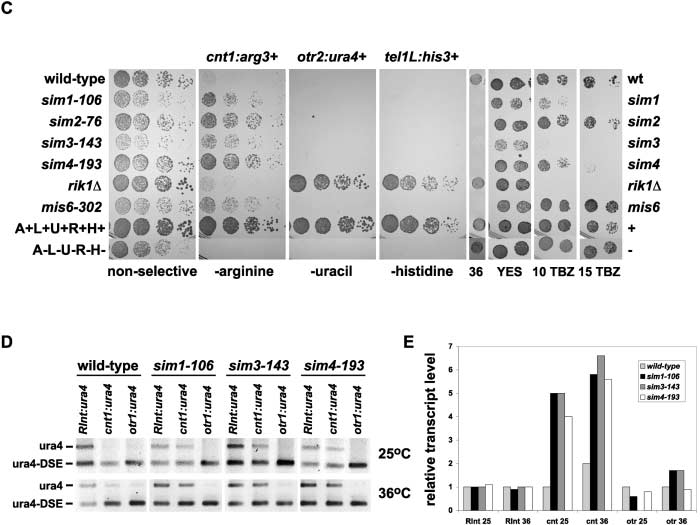 C
cnt1:arg3+ otr2:ura4+ tel1L:his3+
wild-type wt
sim1-106 sim1
sim2-76 sim2
sim3-143 sim3
sim4-193 sim4
rik1Δ rik1Δ
mis6-302 mis6
A+L+U+R+H+ +
A-L-U-R-H- -
non-selective -arginine -uracil -histidine 36 YES 10 TBZ 15 TBZ
D
wild-type sim1-106 sim3-143 sim4-193
RInt:ura4 cnt1:ura4 otr1:ura4 RInt:ura4 cnt1:ura4 otr1:ura4 RInt:ura4 cnt1:ura4 otr1:ura4 RInt:ura4 cnt1:ura4 otr1:ura4
ura4
ura4-DSE
25ºC
ura4
ura4-DSE
36ºC
E
relative transcript level
7
6
5
4
3
2
1
0
wild-type
sim1-106
sim3-143
sim4-193
RInt 25 RInt 36 cnt 25 cnt 36 otr 25 otr 36